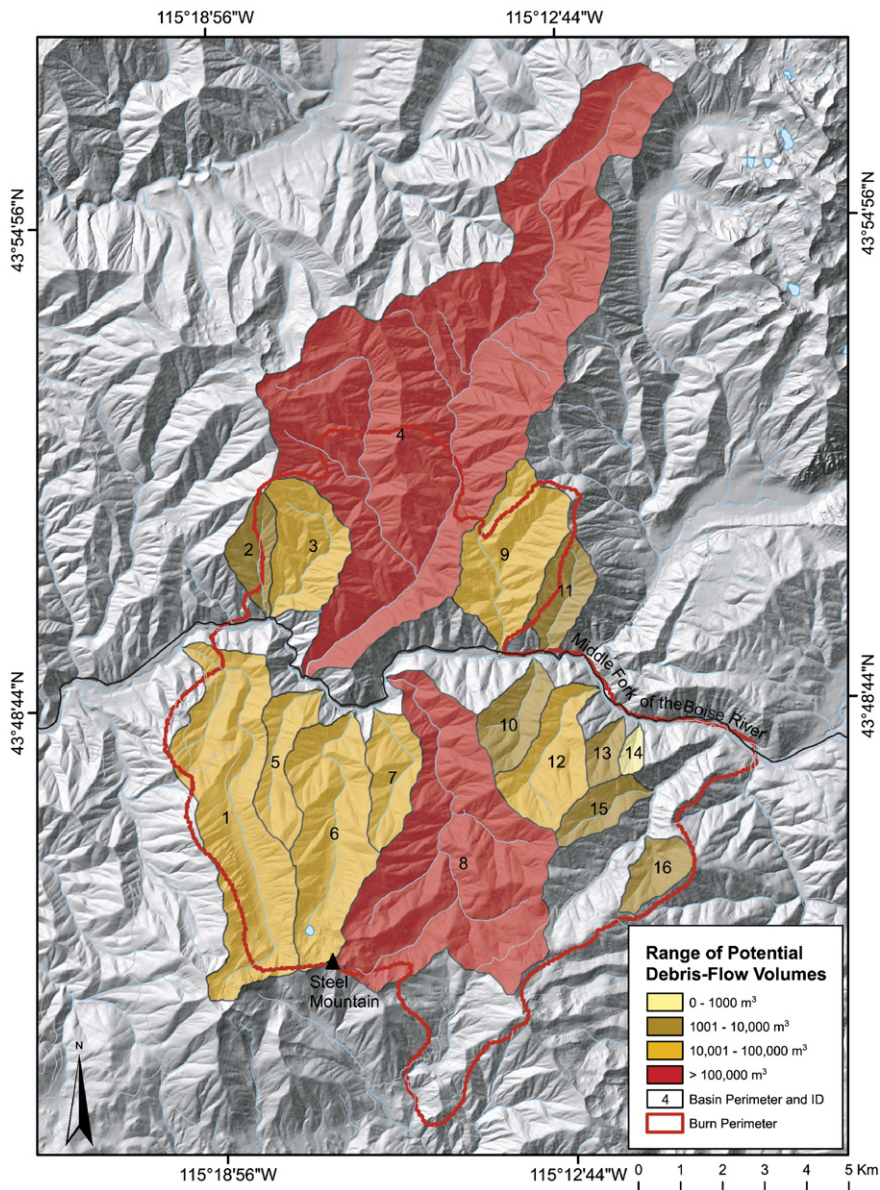 115°18'56"W
115°12'44"W
43°54'56"N
43°54'56"N
4
2
3
9
11
Middle Fork of the Boise River
43°48'44"N
43°48'44"N
10
5
12
13
14
7
15
1
6
8
16
Steel
Mountain
Range of Potential
Debris-Flow Volumes
0 - 1000 m³
1001 - 10,000 m³
10,001 - 100,000 m³
> 100,000 m³
4 Basin Perimeter and ID
Burn Perimeter
N
115°18'56"W
115°12'44"W
0 1 2 3 4 5 Km